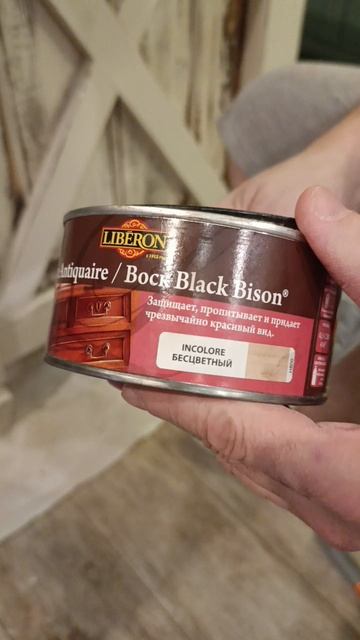 LIBERON
Antiquaire / Воск Black Bison®
Защищает, пропитывает и придает
чрезвычайно красивый вид.
INCOLORE
БЕСЦВЕТНЫЙ